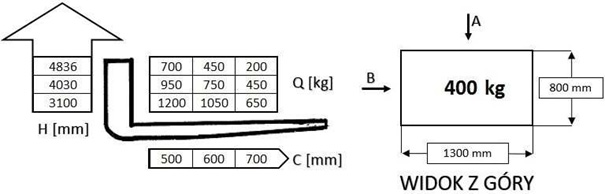 A
4836 700 450 200
4030 950 750 450
3100 1200 1050 650
Q [kg]
B
400 kg
800 mm
H [mm]
500 600 700
C [mm]
1300 mm
WIDOK Z GÓRY